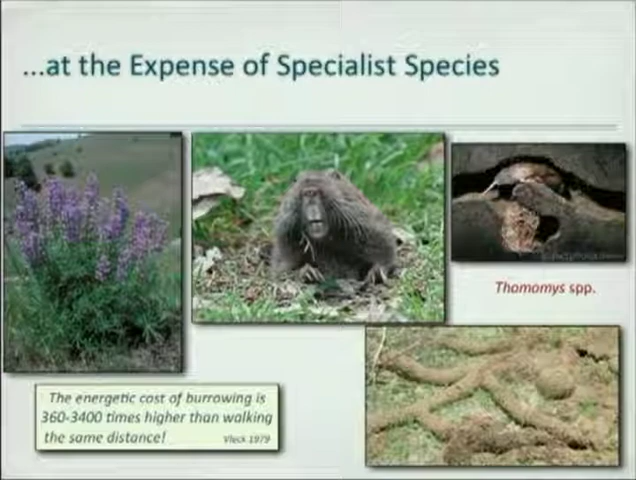 ...at the Expense of Specialist Species
Thomomys spp.
The energetic cost of burrowing is
360-3400 times higher than walking
the same distance! Vleck 1979